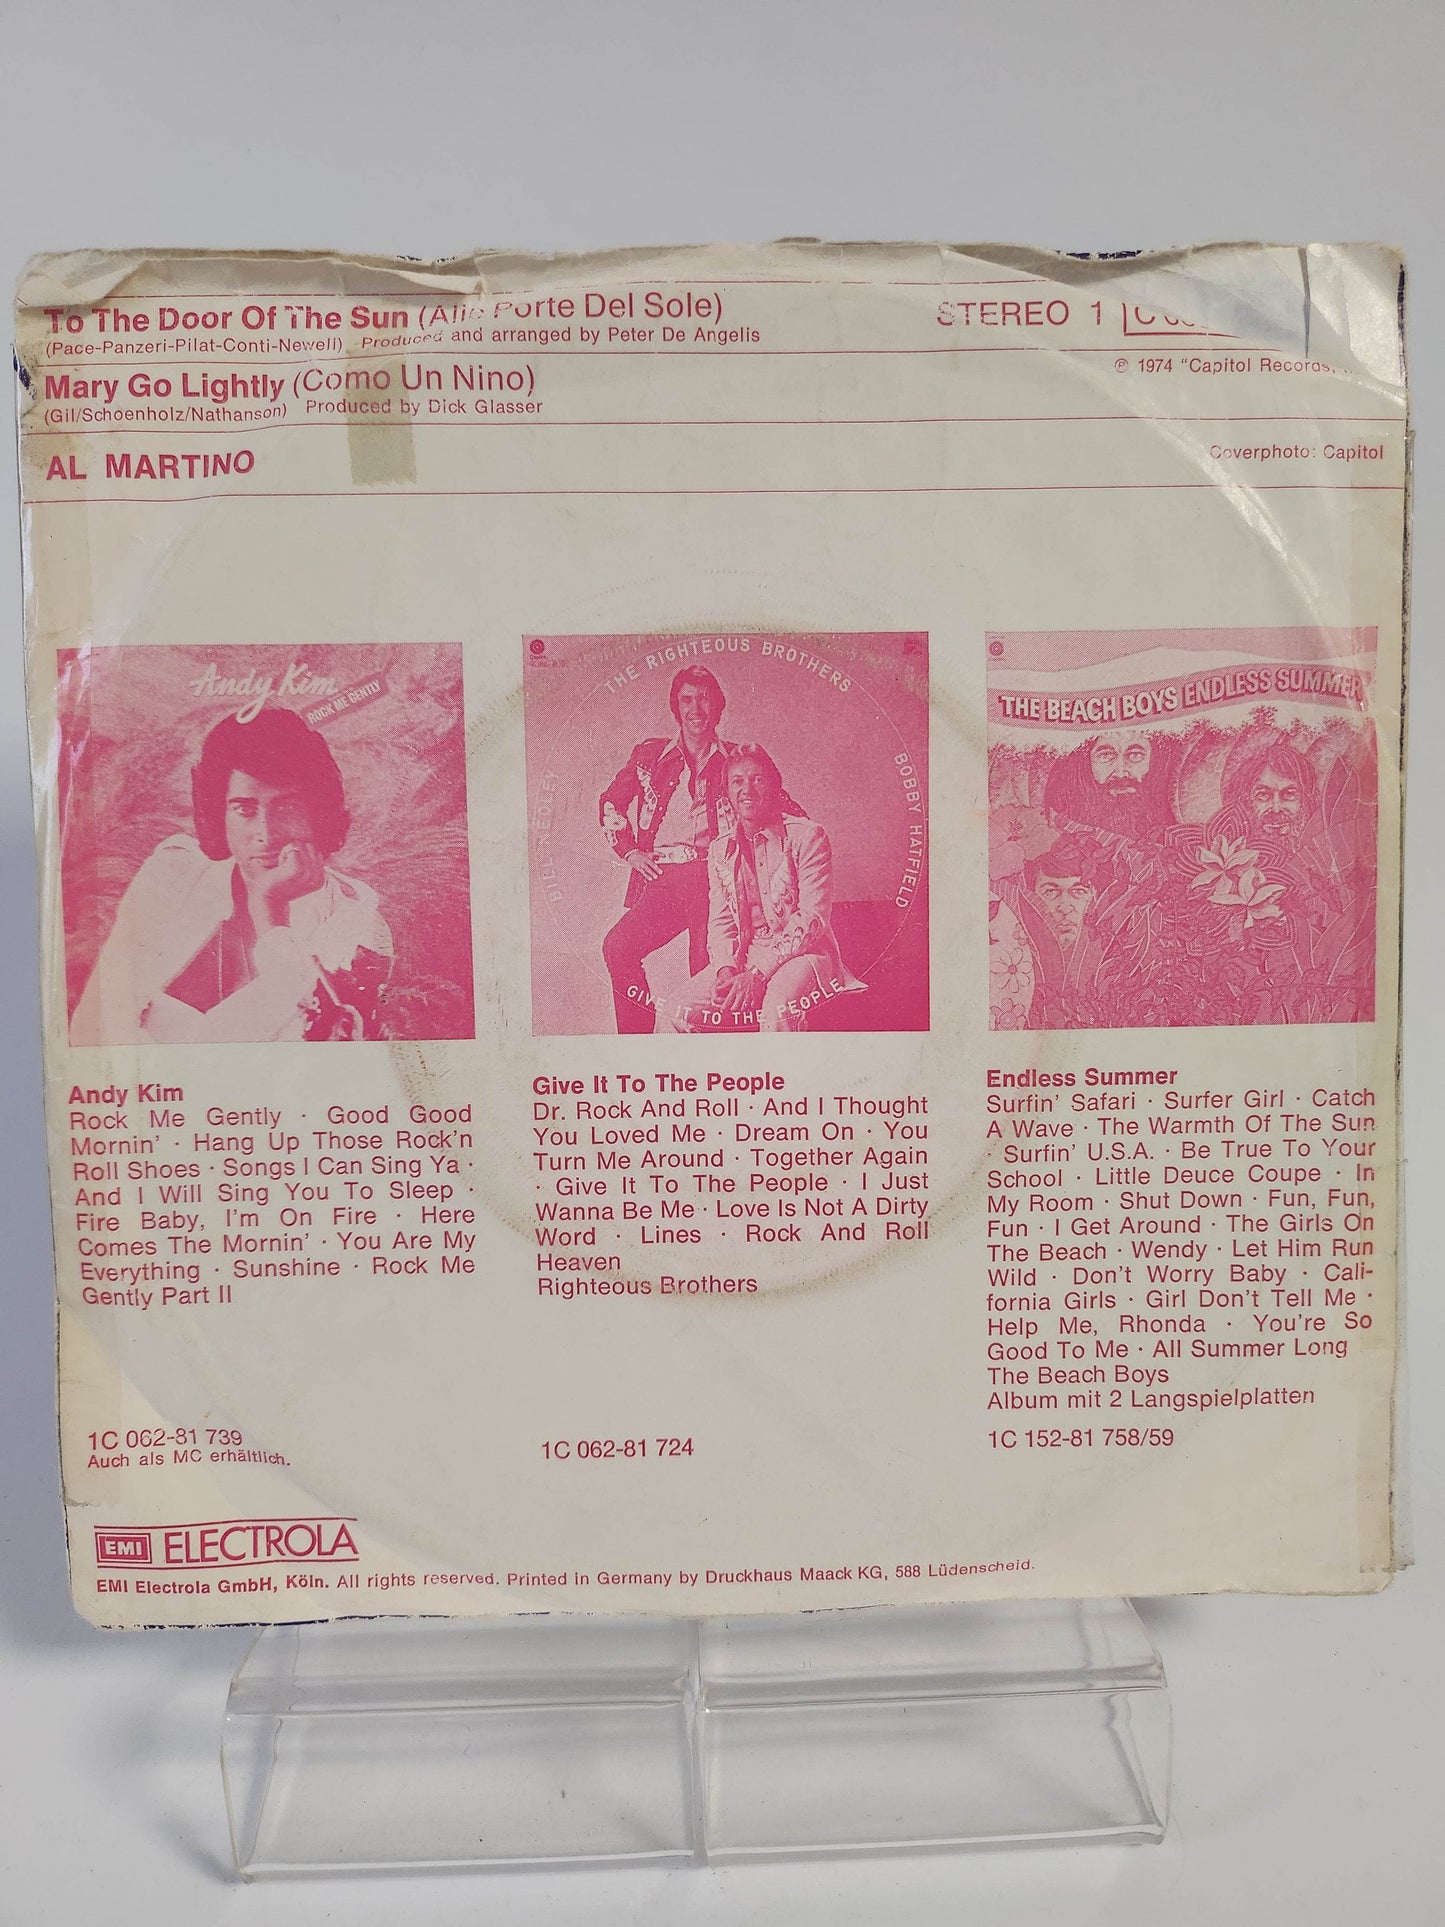 To The Door Of The Sun (Alle Porte Del Sole)
(Pace-Panzeri-Pilat-Conti-Newell) Produced and arranged by Peter De Angelis
STEREO 1
℗ 1974 "Capitol Records,
Mary Go Lightly (Como Un Nino)
(Gil/Schoenholz/Nathanson) Produced by Dick Glasser
AL MARTINO
Coverphoto: Capitol
Andy Kim
ROCK ME GENTLY
THE RIGHTEOUS BROTHERS
BILL MEDLEY
BOBBY HATFIELD
GIVE IT TO THE PEOPLE
THE BEACH BOYS ENDLESS SUMMER
Andy Kim
Rock Me Gently · Good Good
Mornin' · Hang Up Those Rock'n
Roll Shoes · Songs I Can Sing Ya ·
And I Will Sing You To Sleep ·
Fire Baby, I'm On Fire · Here
Comes The Mornin' · You Are My
Everything · Sunshine · Rock Me
Gently Part II
1C 062-81 739
Auch als MC erhältlich.
Give It To The People
Dr. Rock And Roll · And I Thought
You Loved Me · Dream On · You
Turn Me Around · Together Again
· Give It To The People · I Just
Wanna Be Me · Love Is Not A Dirty
Word · Lines · Rock And Roll
Heaven
Righteous Brothers
1C 062-81 724
Endless Summer
Surfin' Safari · Surfer Girl · Catch
A Wave · The Warmth Of The Sun
· Surfin' U.S.A. · Be True To Your
School · Little Deuce Coupe · In
My Room · Shut Down · Fun, Fun,
Fun · I Get Around · The Girls On
The Beach · Wendy · Let Him Run
Wild · Don't Worry Baby · Cali-
fornia Girls · Girl Don't Tell Me ·
Help Me, Rhonda · You're So
Good To Me · All Summer Long
The Beach Boys
Album mit 2 Langspielplatten
1C 152-81 758/59
EMI ELECTROLA
EMI Electrola GmbH, Köln. All rights reserved. Printed in Germany by Druckhaus Maack KG, 588 Lüdenscheid.